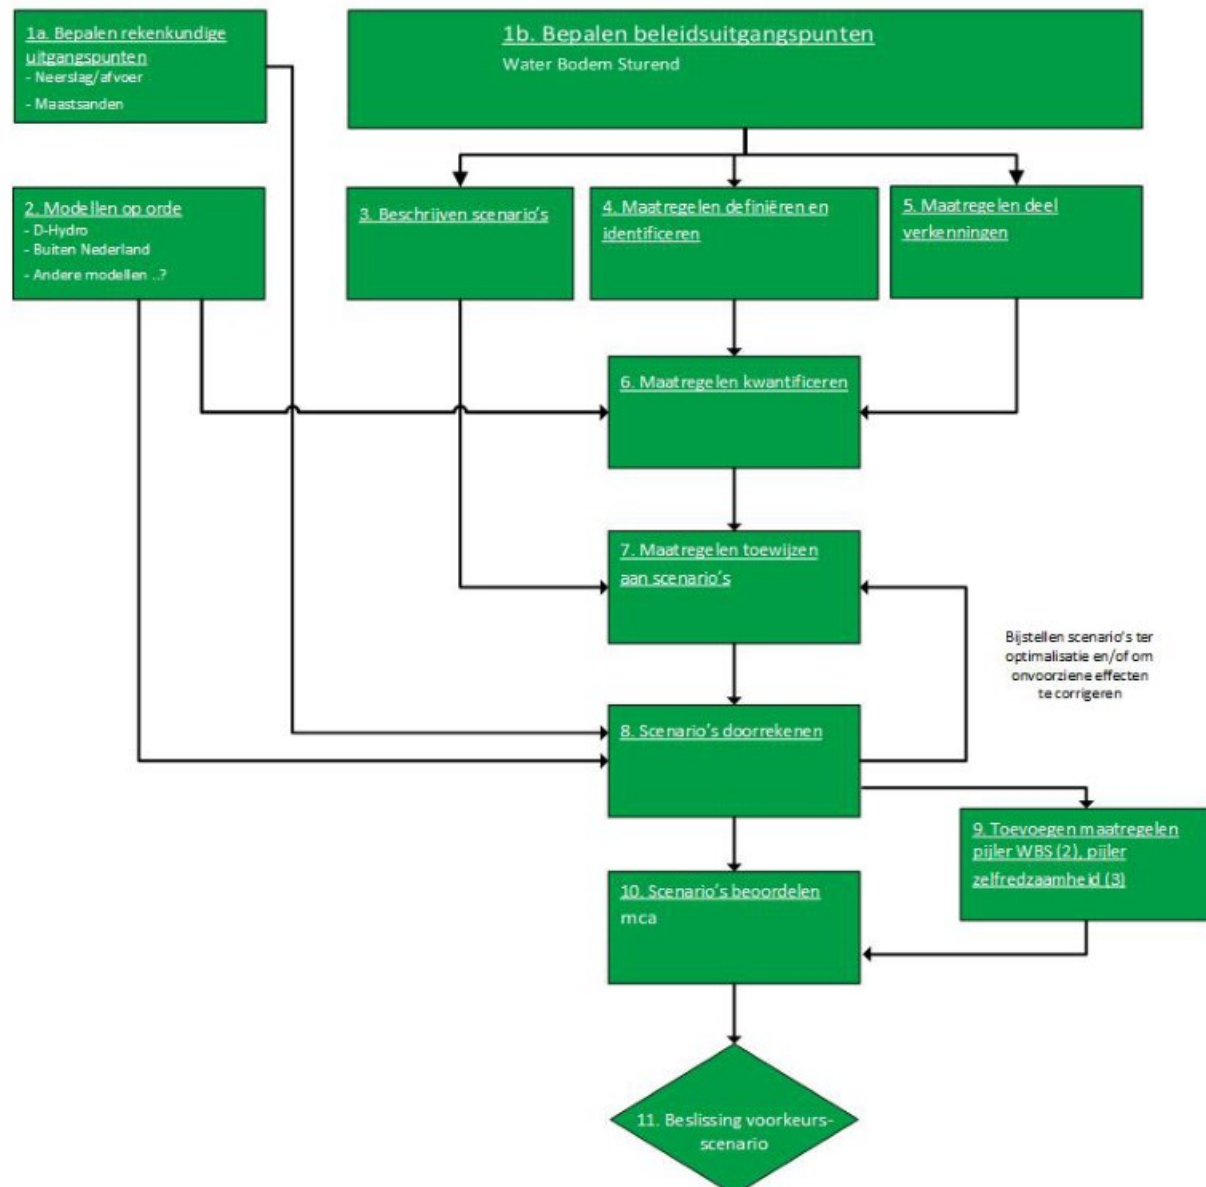 1a. Bepalen rekenkundige
uitgangspunten
- Neerslag/afvoer
- Maastsanden
1b. Bepalen beleidsuitgangspunten
Water Bodem Sturend
2. Modellen op orde
- D-Hydro
- Buiten Nederland
- Andere modellen ..?
3. Beschrijven scenario's
4. Maatregelen definiëren en
identificeren
5. Maatregelen deel
verkenningen
6. Maatregelen kwantificeren
7. Maatregelen toewijzen
aan scenario's
Bijstellen scenario's ter
optimalisatie en/of om
onvoorziene effecten
te corrigeren
8. Scenario's doorrekenen
9. Toevoegen maatregelen
pijler WBS (2), pijler
zelfredzaamheid (3)
10. Scenario's beoordelen
mca
11. Beslissing voorkeurs-
scenario